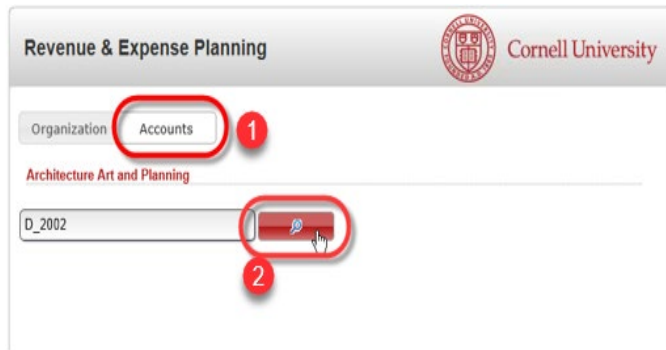 Revenue & Expense Planning
Cornell University
Organization
Accounts
1
Architecture Art and Planning
D_2002
2